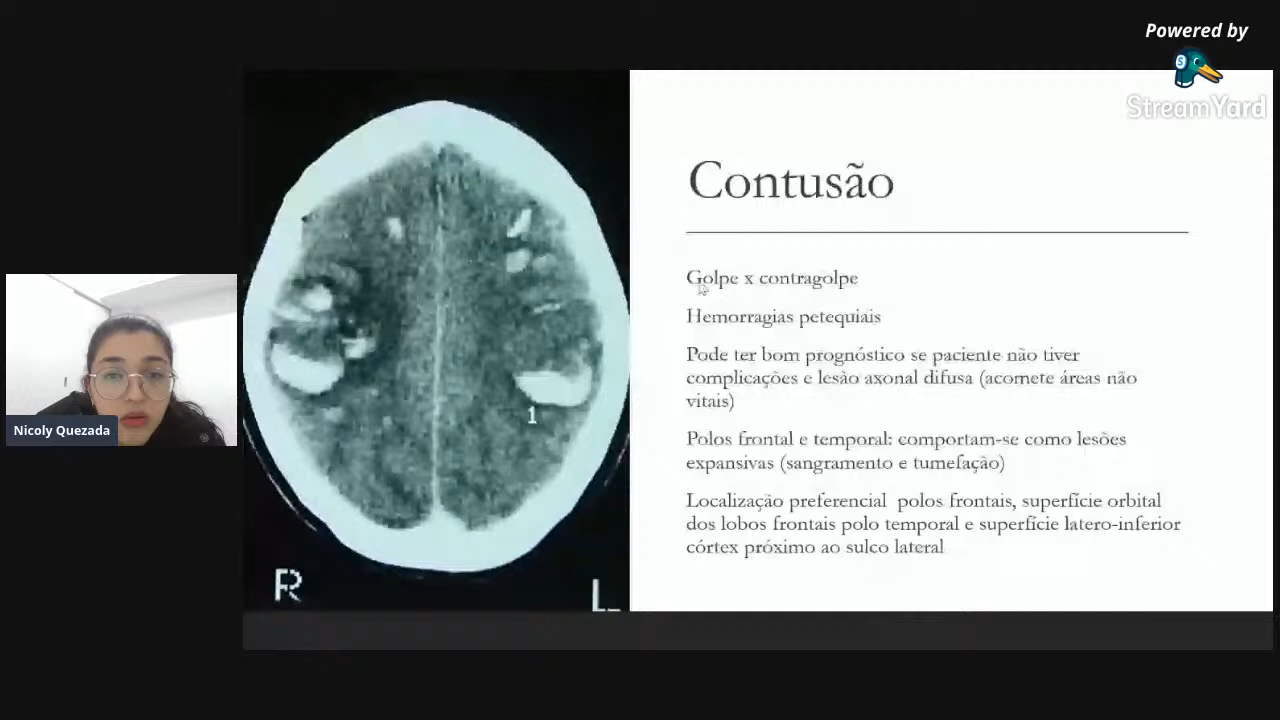 Powered by
StreamYard
Contusão
Golpe x contragolpe
Hemorragias petequiais
Pode ter bom prognóstico se paciente não tiver
complicações e lesão axonal difusa (acomete áreas não
vitais)
Polos frontal e temporal: comportam-se como lesões
expansivas (sangramento e tumefação)
Localização preferencial polos frontais, superfície orbital
dos lobos frontais polo temporal e superfície latero-inferior
córtex próximo ao sulco lateral
1
R
L
Nicoly Quezada